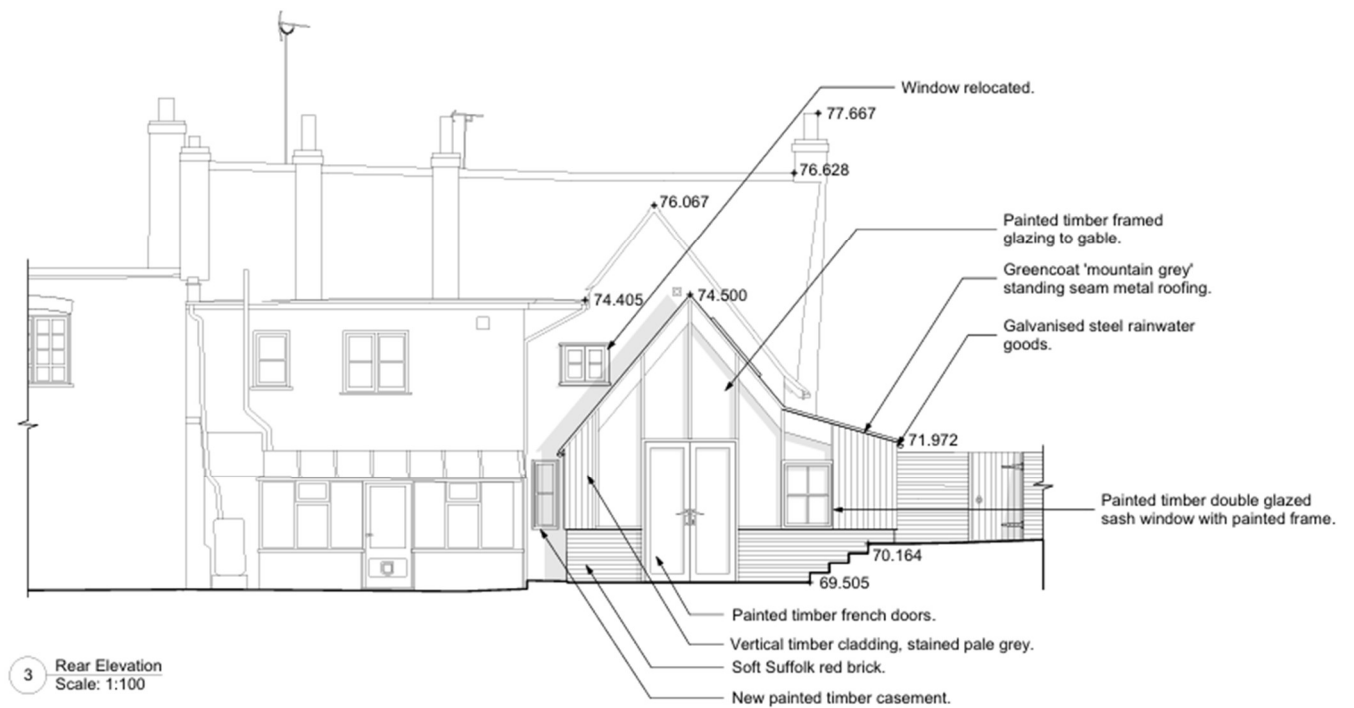 Window relocated.
77.667
76.628
76.067
Painted timber framed
glazing to gable.
Greencoat 'mountain grey'
standing seam metal roofing.
74.405
74.500
Galvanised steel rainwater
goods.
71.972
Painted timber double glazed
sash window with painted frame.
70.164
69.505
Painted timber french doors.
Vertical timber cladding, stained pale grey.
Soft Suffolk red brick.
New painted timber casement.
3
Rear Elevation
Scale: 1:100